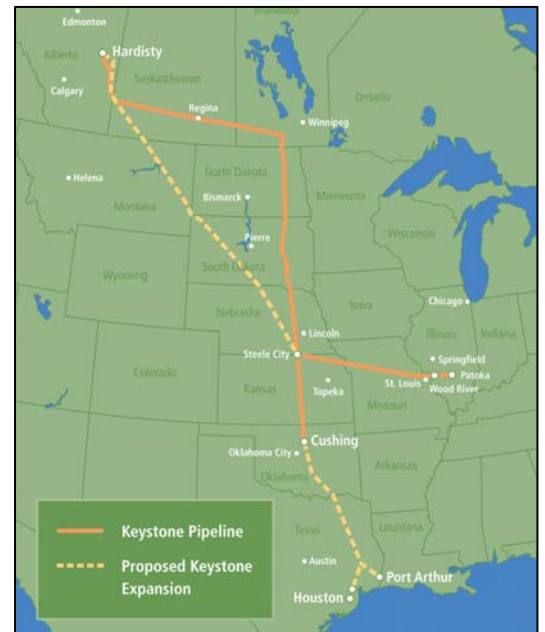 Manitoba
Edmonton
Alberta
Hardisty
Saskatchewan
Calgary
Ontario
Regina
Winnipeg
Helena
North Dakota
Minnesota
Bismarck
Montana
Pierre
Wisconsin
South Dakota
Wyoming
Iowa
Chicago
Nebraska
Lincoln
Illinois
Indiana
Steele City
Springfield
Colorado
Kansas
Topeka
St. Louis
Patoka
Wood River
Missouri
Cushing
Oklahoma City
Oklahoma
Arkansas
Keystone Pipeline
Texas
Louisiana
Proposed Keystone
Expansion
Austin
Port Arthur
Houston